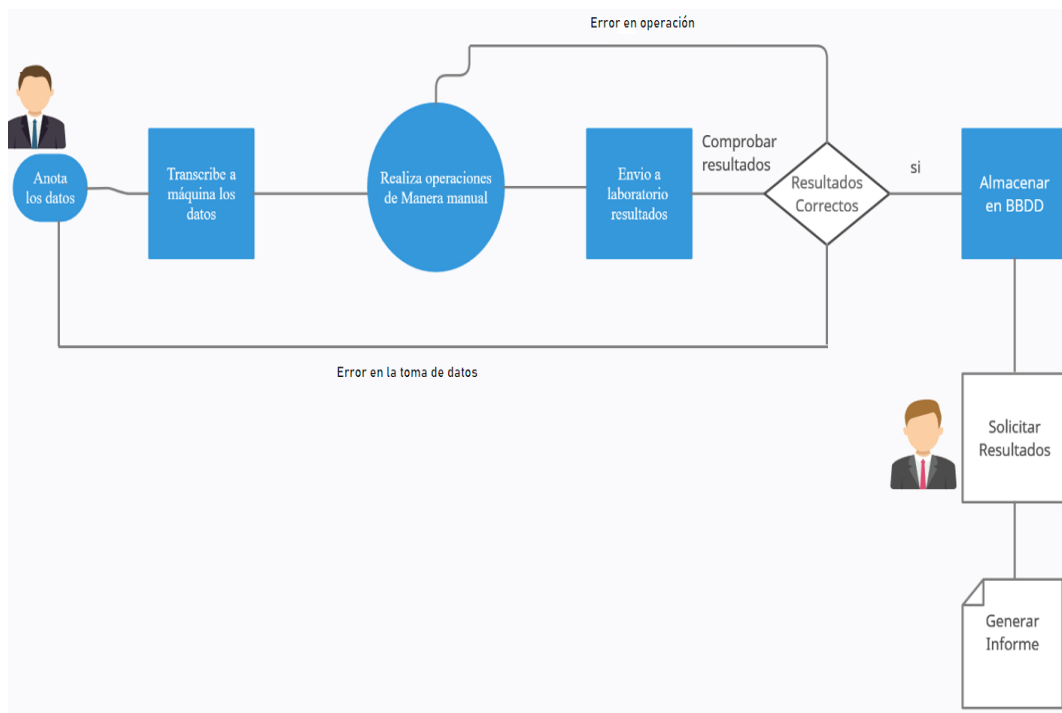 Error en operación
Anota
los datos
Transcribe a
máquina los
datos
Realiza operaciones
de Manera manual
Envio a
laboratorio
resultados
Comprobar
resultados
Resultados
Correctos
si
Almacenar
en BBDD
Error en la toma de datos
Solicitar
Resultados
Generar
Informe